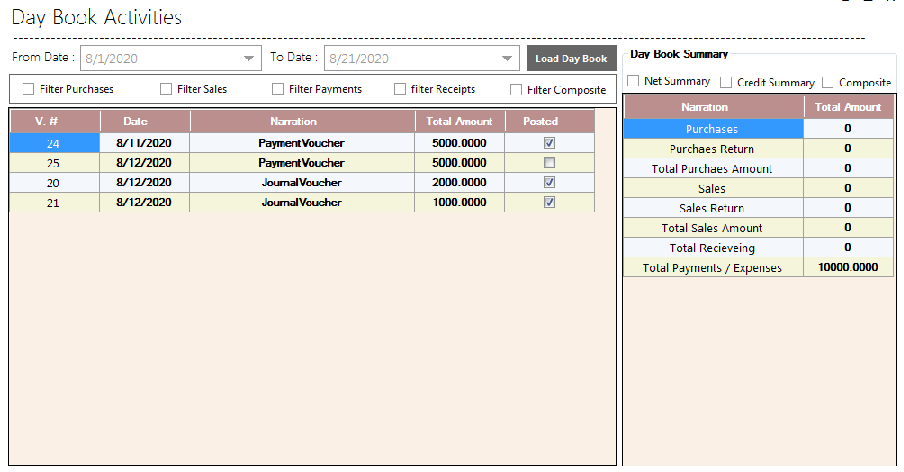 Day Book Activities
From Date : 8/1/2020 To Date : 8/21/2020 Load Day Book
Filter Purchases Filter Sales Filter Payments filter Receipts Filter Composite
V. # Date Narration Total Amount Posted
24 8/11/2020 PaymentVoucher 5000.0000
25 8/12/2020 PaymentVoucher 5000.0000
20 8/12/2020 JournalVoucher 2000.0000
21 8/12/2020 JournalVoucher 1000.0000
Day Book Summary
Net Summary Credit Summary Composite
Narration Total Amount
Purchases 0
Purchaes Return 0
Total Purchaes Amount 0
Sales 0
Sales Return 0
Total Sales Amount 0
Total Recieveing 0
Total Payments / Expenses 10000.0000